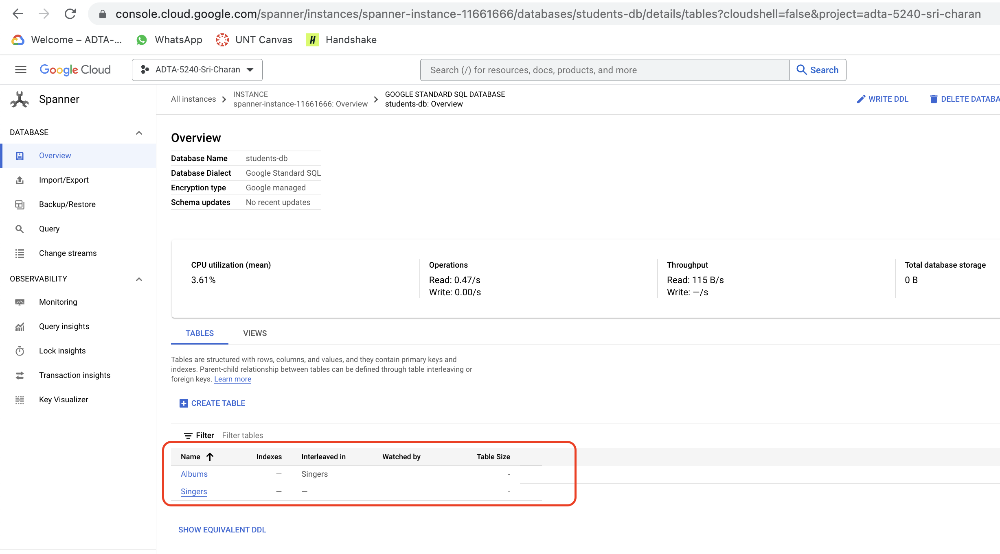 console.cloud.google.com/spanner/instances/spanner-instance-11661666/databases/students-db/details/tables?cloudshell=false&project=adta-5240-sri-charan
Welcome – ADTA-... WhatsApp UNT Canvas H Handshake
Google Cloud ADTA-5240-Sri-Charan Search (/) for resources, docs, products, and more Search
Spanner
All instances > INSTANCE
spanner-instance-11661666: Overview > GOOGLE STANDARD SQL DATABASE
students-db: Overview
WRITE DDL DELETE DATABA
DATABASE
Overview
Import/Export
Backup/Restore
Query
Change streams
OBSERVABILITY
Monitoring
Query insights
Lock insights
Transaction insights
Key Visualizer
Overview
Database Name students-db
Database Dialect Google Standard SQL
Encryption type Google managed
Schema updates No recent updates
CPU utilization (mean)
3.61%
Operations
Read: 0.47/s
Write: 0.00/s
Throughput
Read: 115 B/s
Write: —/s
Total database storage
0 B
TABLES VIEWS
Tables are structured with rows, columns, and values, and they contain primary keys and
indexes. Parent-child relationship between tables can be defined through table interleaving or
foreign keys. Learn more
CREATE TABLE
Filter Filter tables
Name Indexes Interleaved in Watched by Table Size
Albums — Singers -
Singers — — -
SHOW EQUIVALENT DDL